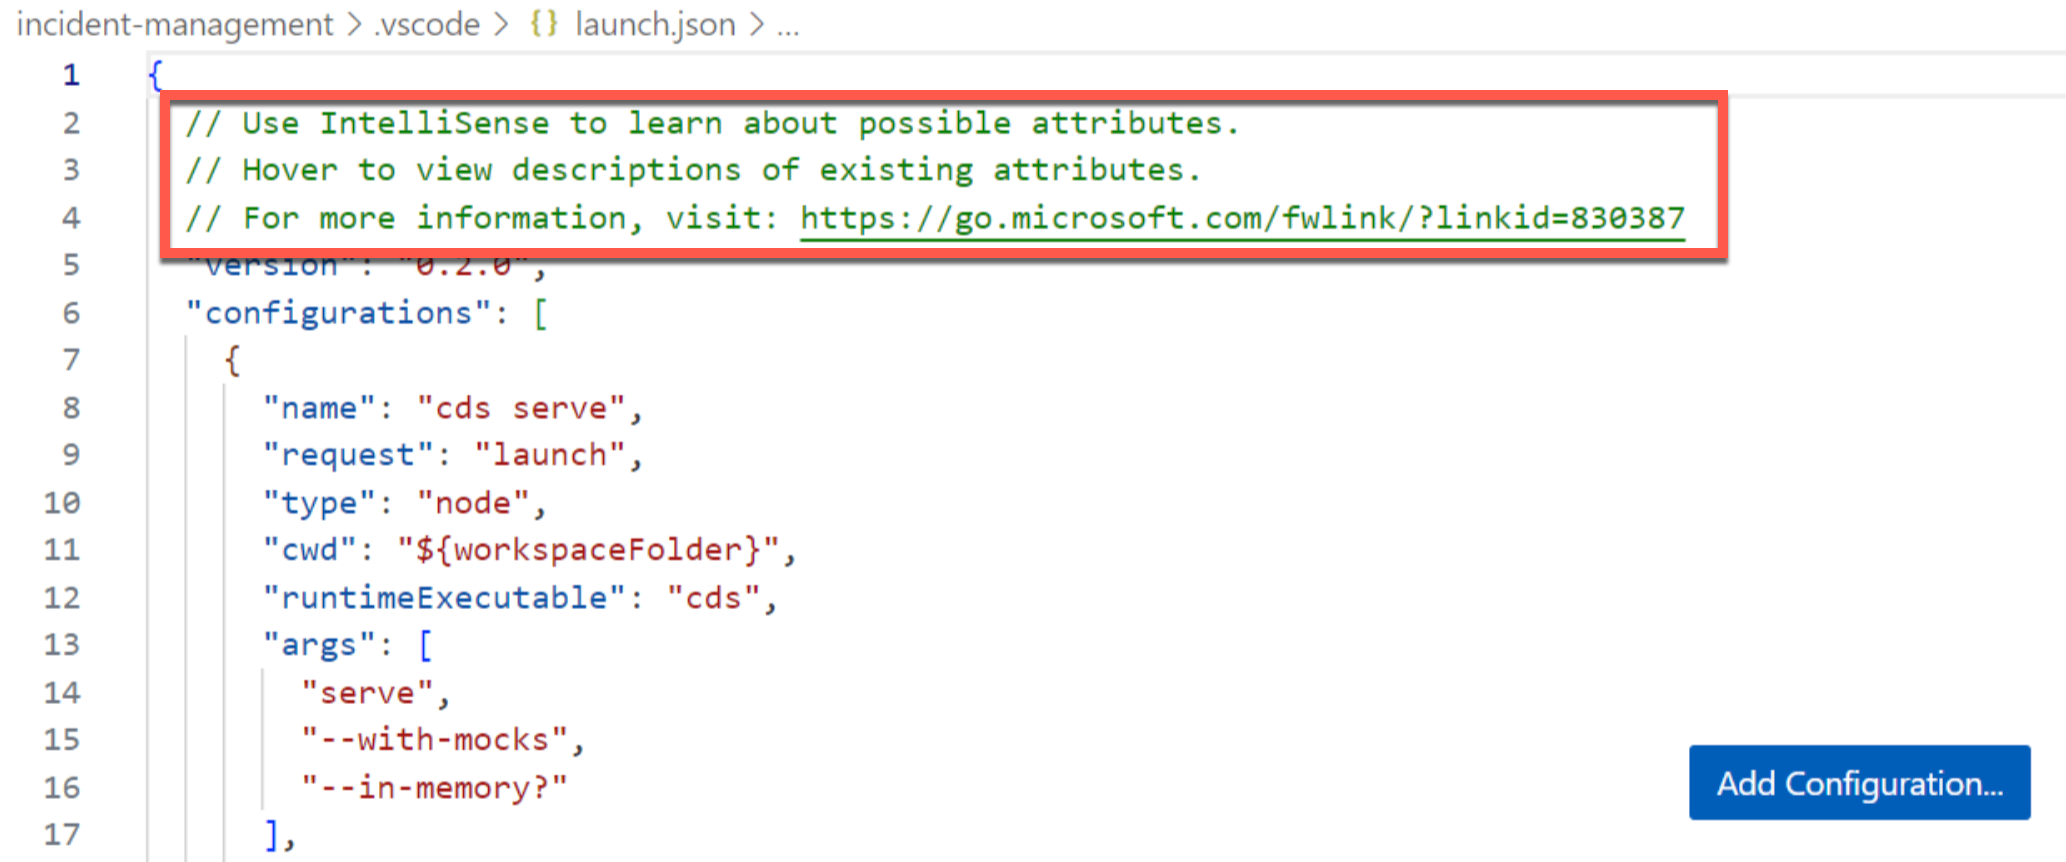 incident-management > .vscode > {} launch.json > ...
1 {
2 // Use IntelliSense to learn about possible attributes.
3 // Hover to view descriptions of existing attributes.
4 // For more information, visit: https://go.microsoft.com/fwlink/?linkid=830387
5 "version": "0.2.0",
6 "configurations": [
7 {
8 "name": "cds serve",
9 "request": "launch",
10 "type": "node",
11 "cwd": "${workspaceFolder}",
12 "runtimeExecutable": "cds",
13 "args": [
14 "serve",
15 "--with-mocks",
16 "--in-memory?"
17 ],
Add Configuration...